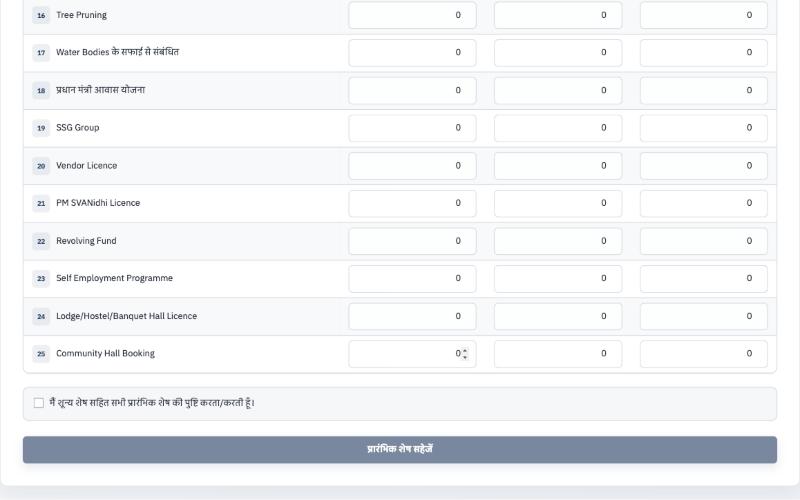 16 Tree Pruning 0 0 0
17 Water Bodies के सफाई से संबंधित 0 0 0
18 प्रधान मंत्री आवास योजना 0 0 0
19 SSG Group 0 0 0
20 Vendor Licence 0 0 0
21 PM SVANidhi Licence 0 0 0
22 Revolving Fund 0 0 0
23 Self Employment Programme 0 0 0
24 Lodge/Hostel/Banquet Hall Licence 0 0 0
25 Community Hall Booking 0 0 0
मैं शून्य शेष सहित सभी प्रारंभिक शेष की पुष्टि करता/करती हूँ।
प्रारंभिक शेष सहेजें